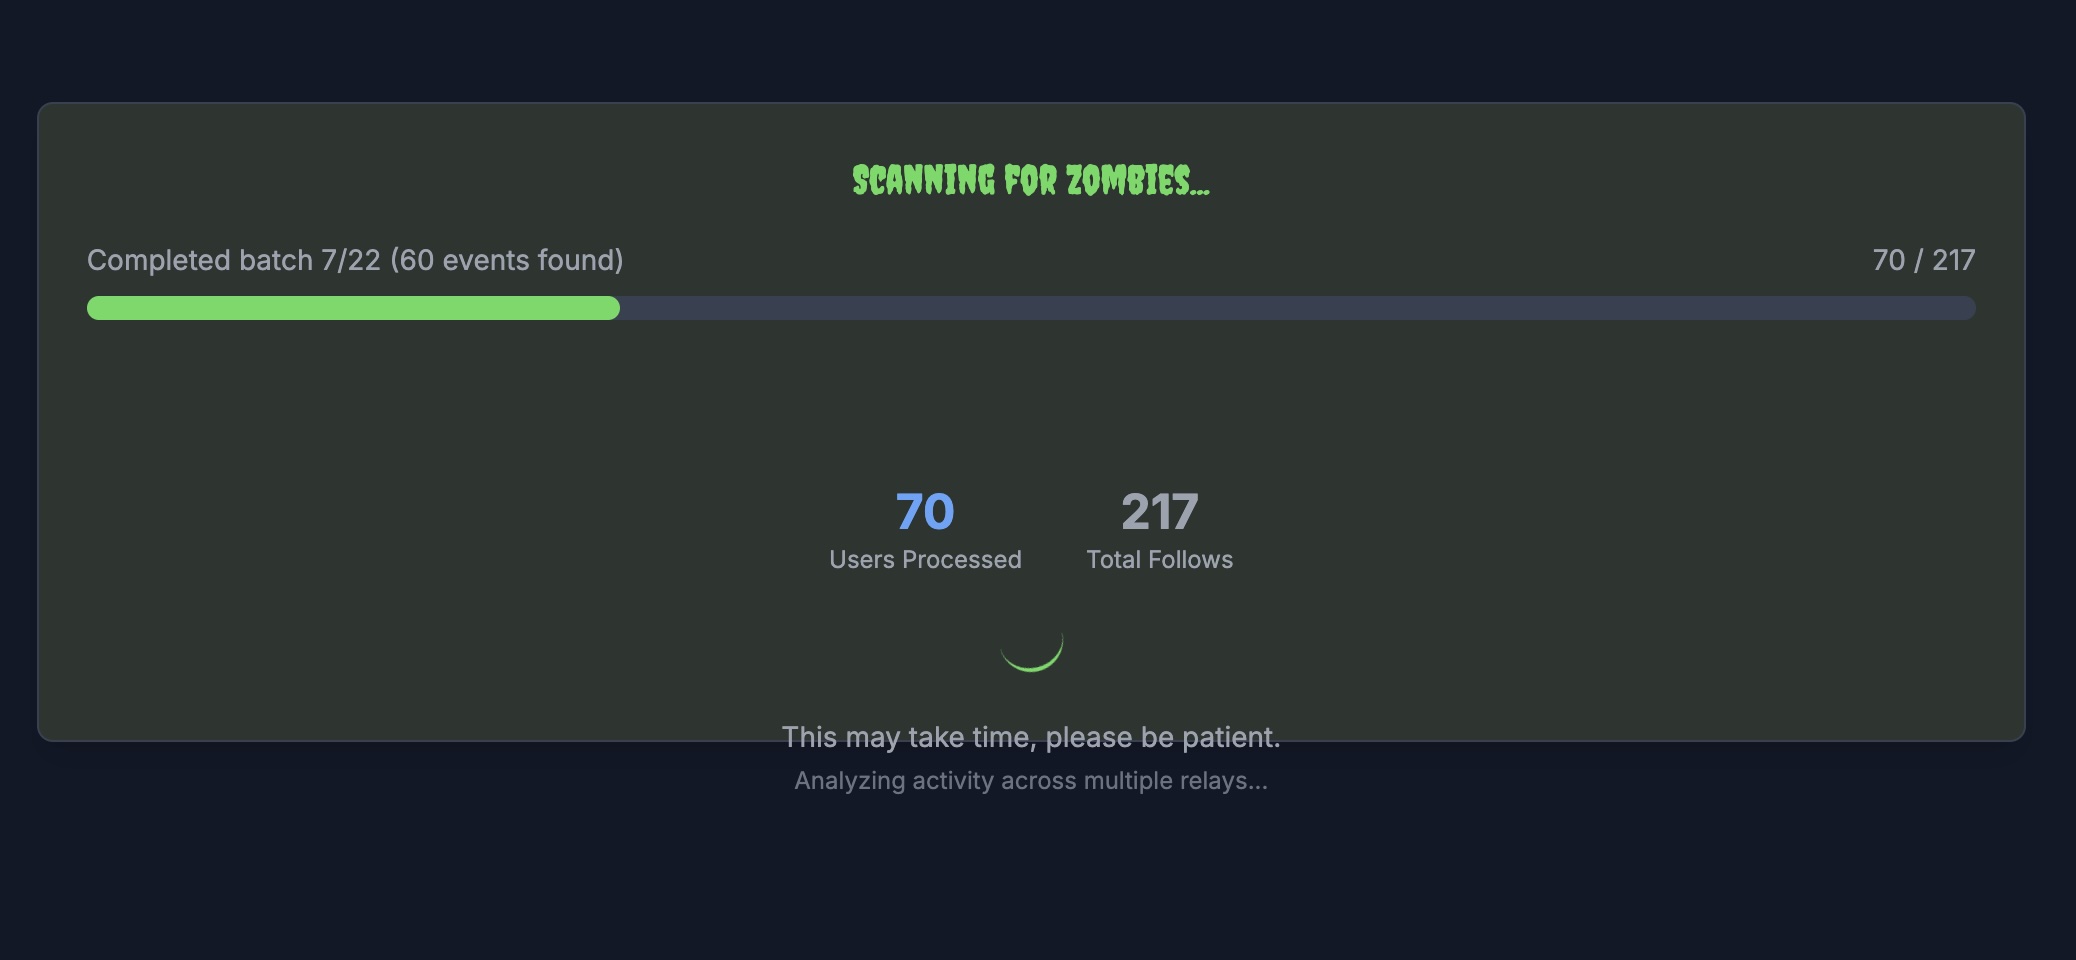 SCANNING FOR ZOMBIES...
Completed batch 7/22 (60 events found) 70 / 217
70 217
Users Processed Total Follows
This may take time, please be patient.
Analyzing activity across multiple relays...